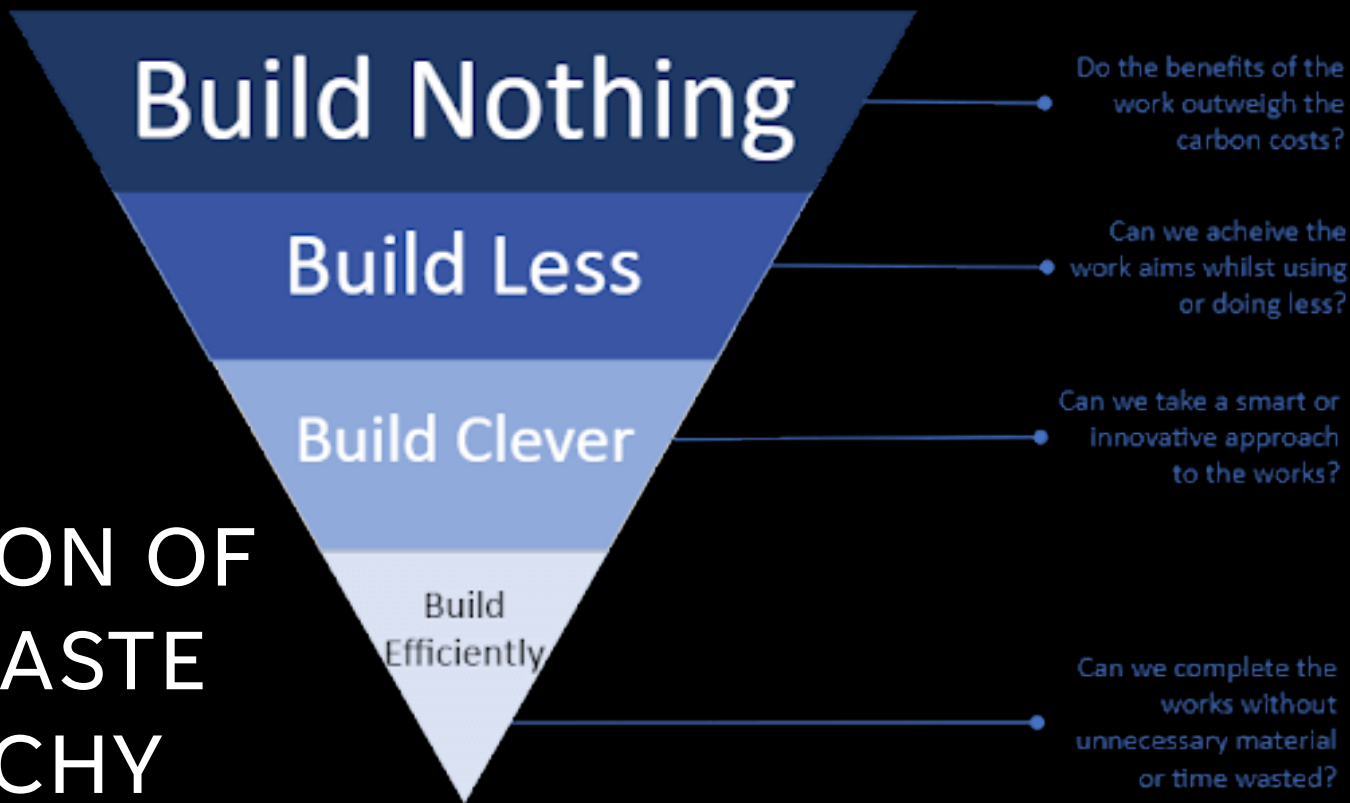 Build Nothing
Do the benefits of the
work outweigh the
carbon costs?
Build Less
Can we acheive the
work aims whilst using
or doing less?
Build Clever
Can we take a smart or
innovative approach
to the works?
Build
Efficiently
Can we complete the
works without
unnecessary material
or time wasted?
ON OF
ASTE
CHY